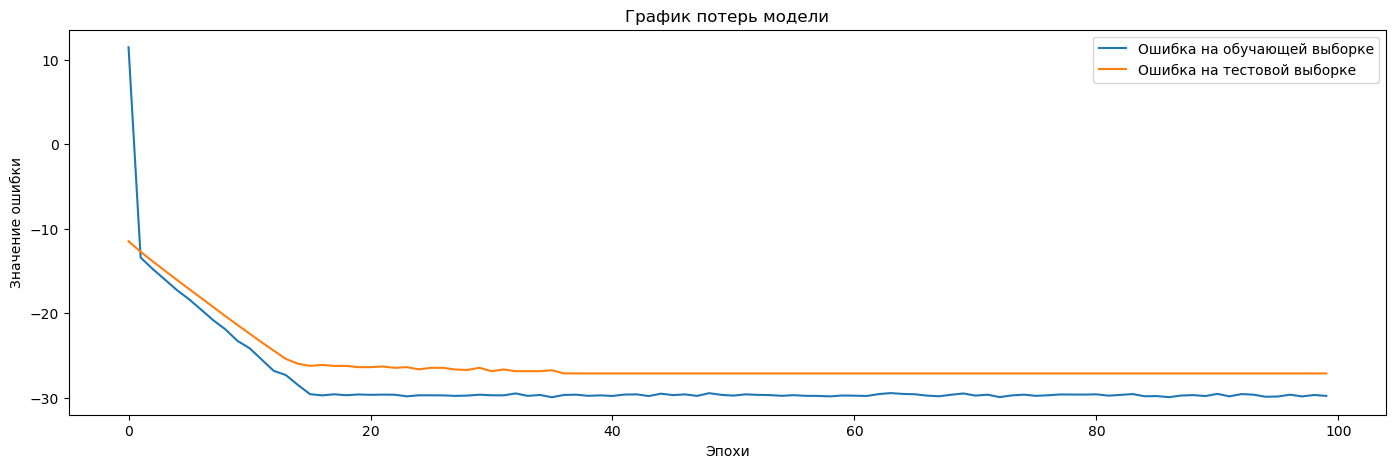 График потерь модели
Ошибка на обучающей выборке
Ошибка на тестовой выборке
Значение ошибки
10
0
−10
−20
−30
0
20
40
60
80
100
Эпохи